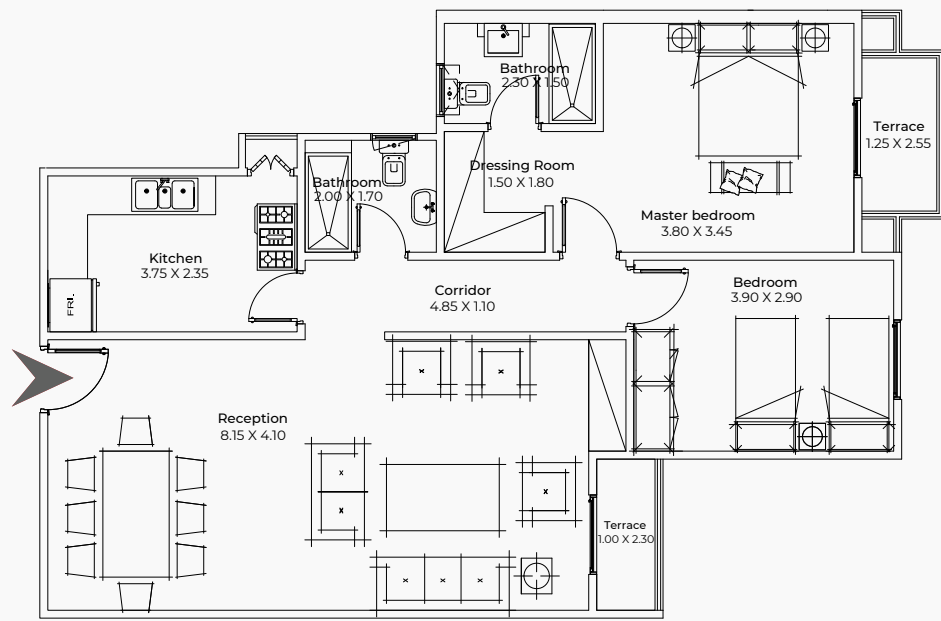 Bathroom
2.30 X 1.50
Terrace
1.25 X 2.55
Dressing Room
1.50 X 1.80
Bathroom
2.00 X 1.70
Master bedroom
3.80 X 3.45
Kitchen
3.75 X 2.35
FRI.
Corridor
4.85 X 1.10
Bedroom
3.90 X 2.90
Reception
8.15 X 4.10
Terrace
1.00 X 2.30